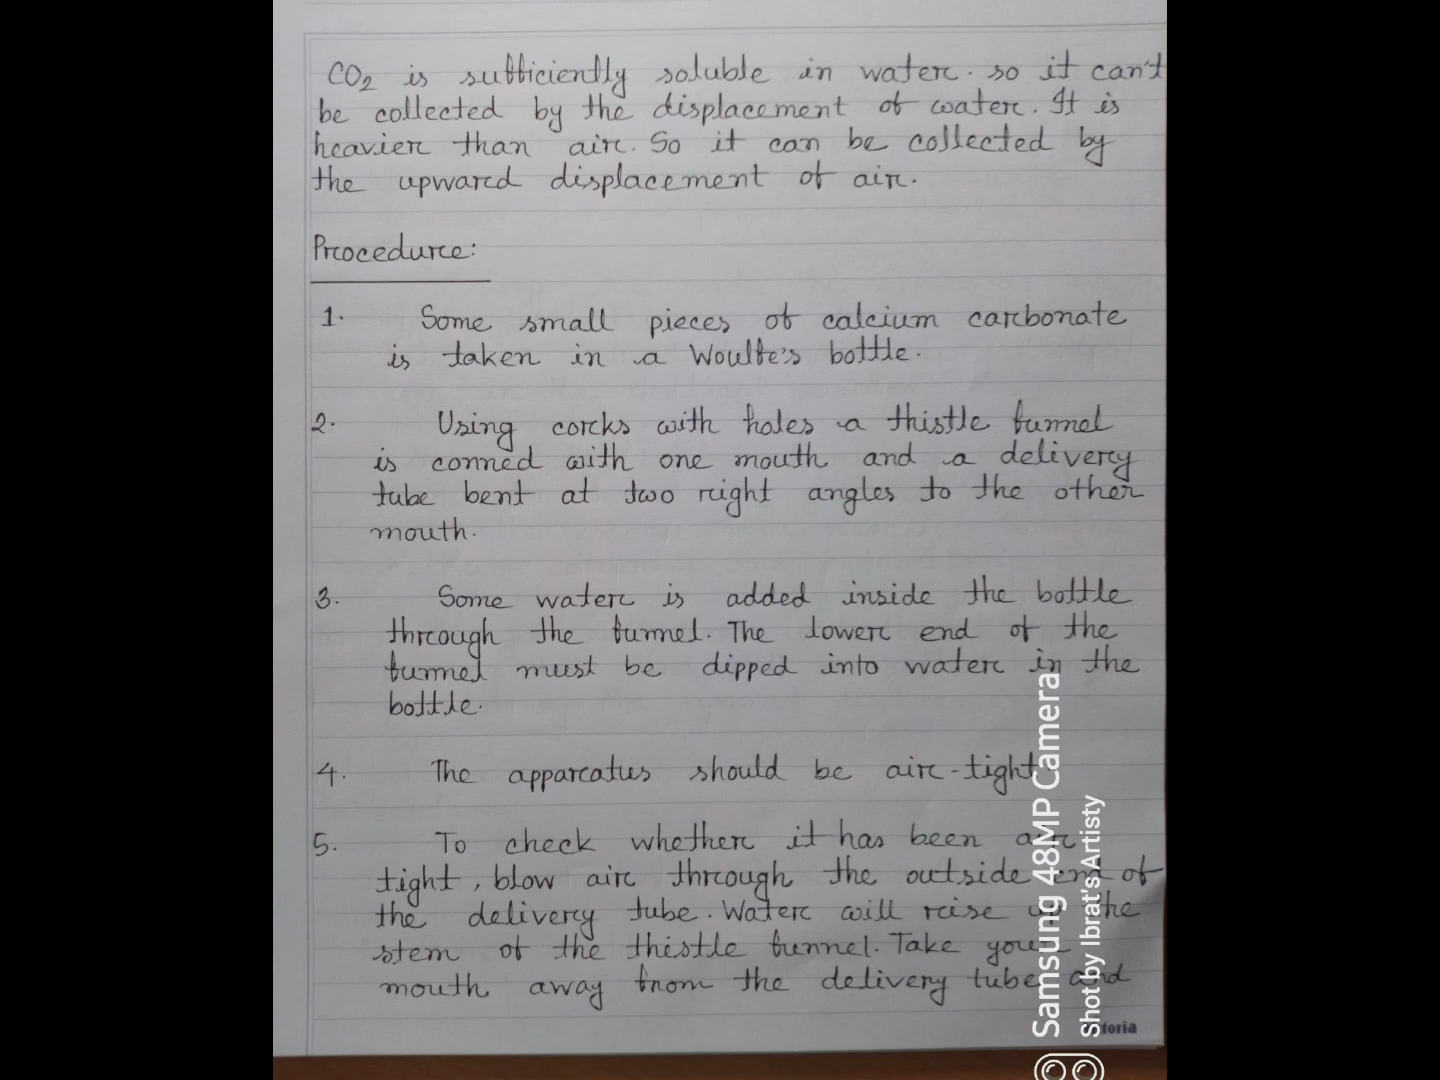 CO2 is sufficiently soluble in water. so it can't
be collected by the displacement of water. It is
heavier than air. So it can be collected by
the upward displacement of air.
Procedure:
1. Some small pieces of calcium carbonate
is taken in a Woulfe's bottle.
2. Using corks with holes a thistle funnel
is conned with one mouth and a delivery
tube bent at two right angles to the other
mouth.
3. Some water is added inside the bottle
through the funnel. The lower end of the
funnel must be dipped into water in the
bottle.
4. The apparatus should be air-tight
5. To check whether it has been air
tight, blow air through the outside end of
the delivery tube. Water will reise up the
stem of the thistle funnel. Take your
mouth away from the delivery tube and
Samsung 48MP Camera
Shot by Ibrat's Artisty